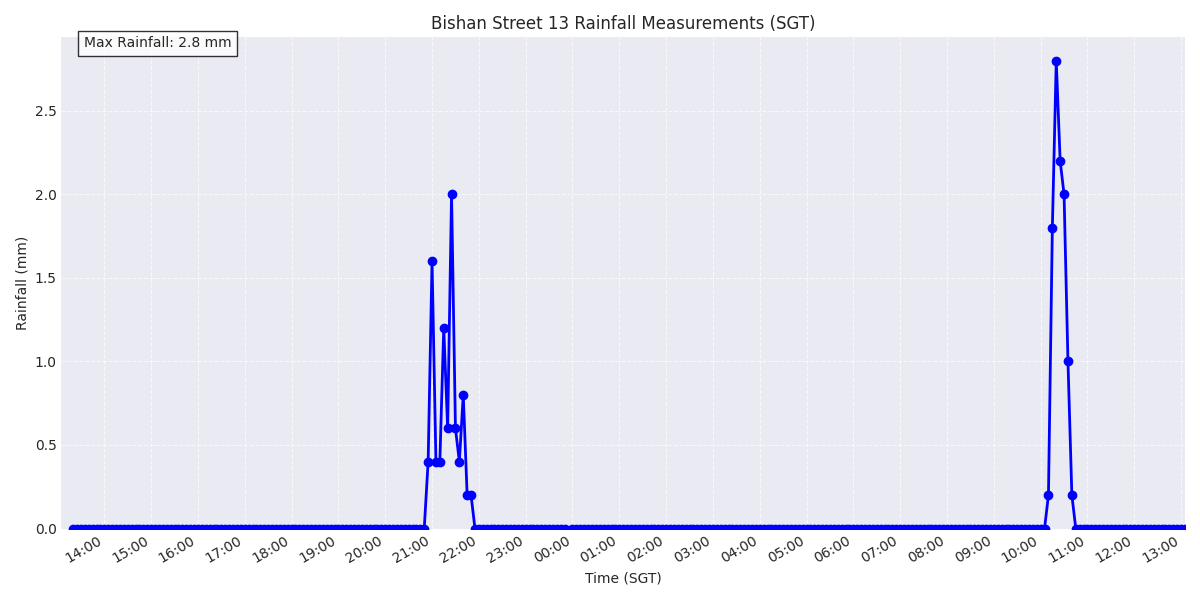 Bishan Street 13 Rainfall Measurements (SGT)
Max Rainfall: 2.8 mm
2.5
2.0
1.5
1.0
0.5
0.0
Rainfall (mm)
14:00 15:00 16:00 17:00 18:00 19:00 20:00 21:00 22:00 23:00 00:00 01:00 02:00 03:00 04:00 05:00 06:00 07:00 08:00 09:00 10:00 11:00 12:00 13:00
Time (SGT)